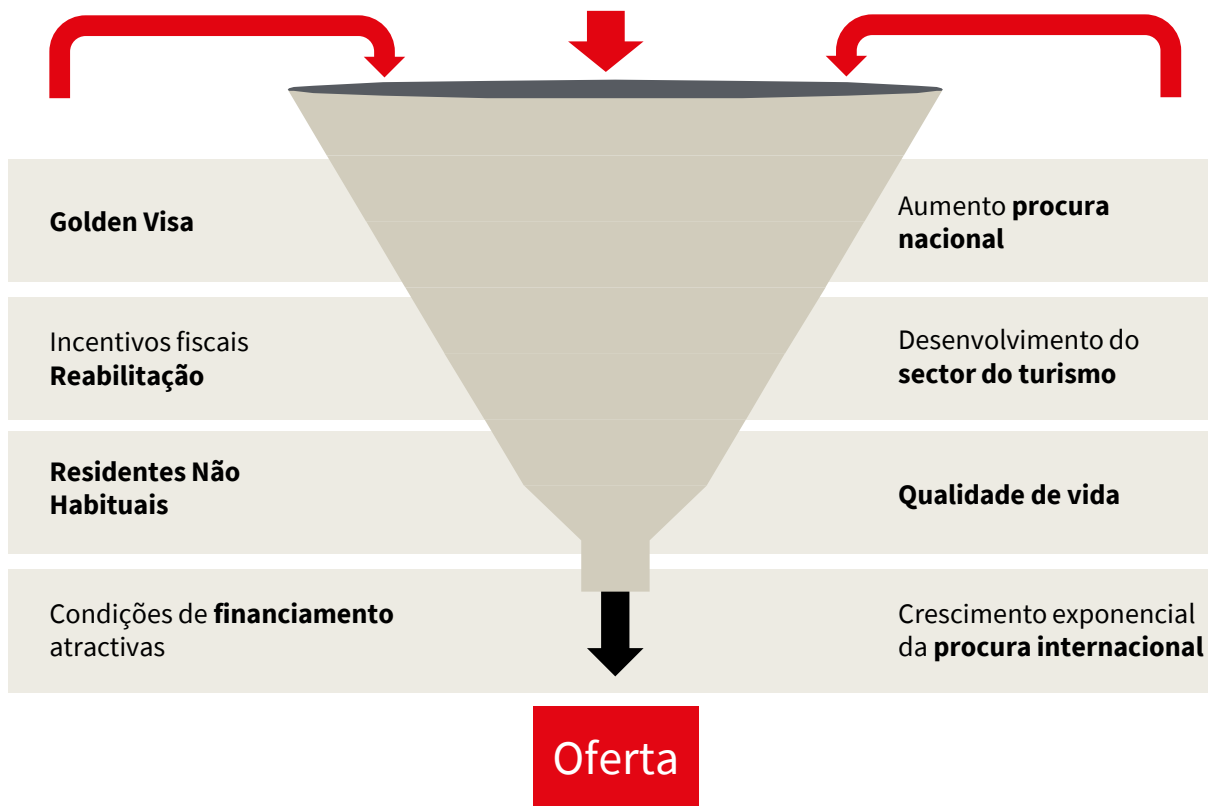 Golden Visa
Aumento procura
nacional
Incentivos fiscais
Reabilitação
Desenvolvimento do
sector do turismo
Residentes Não
Habituais
Qualidade de vida
Condições de financiamento
atractivas
Crescimento exponencial
da procura internacional
Oferta